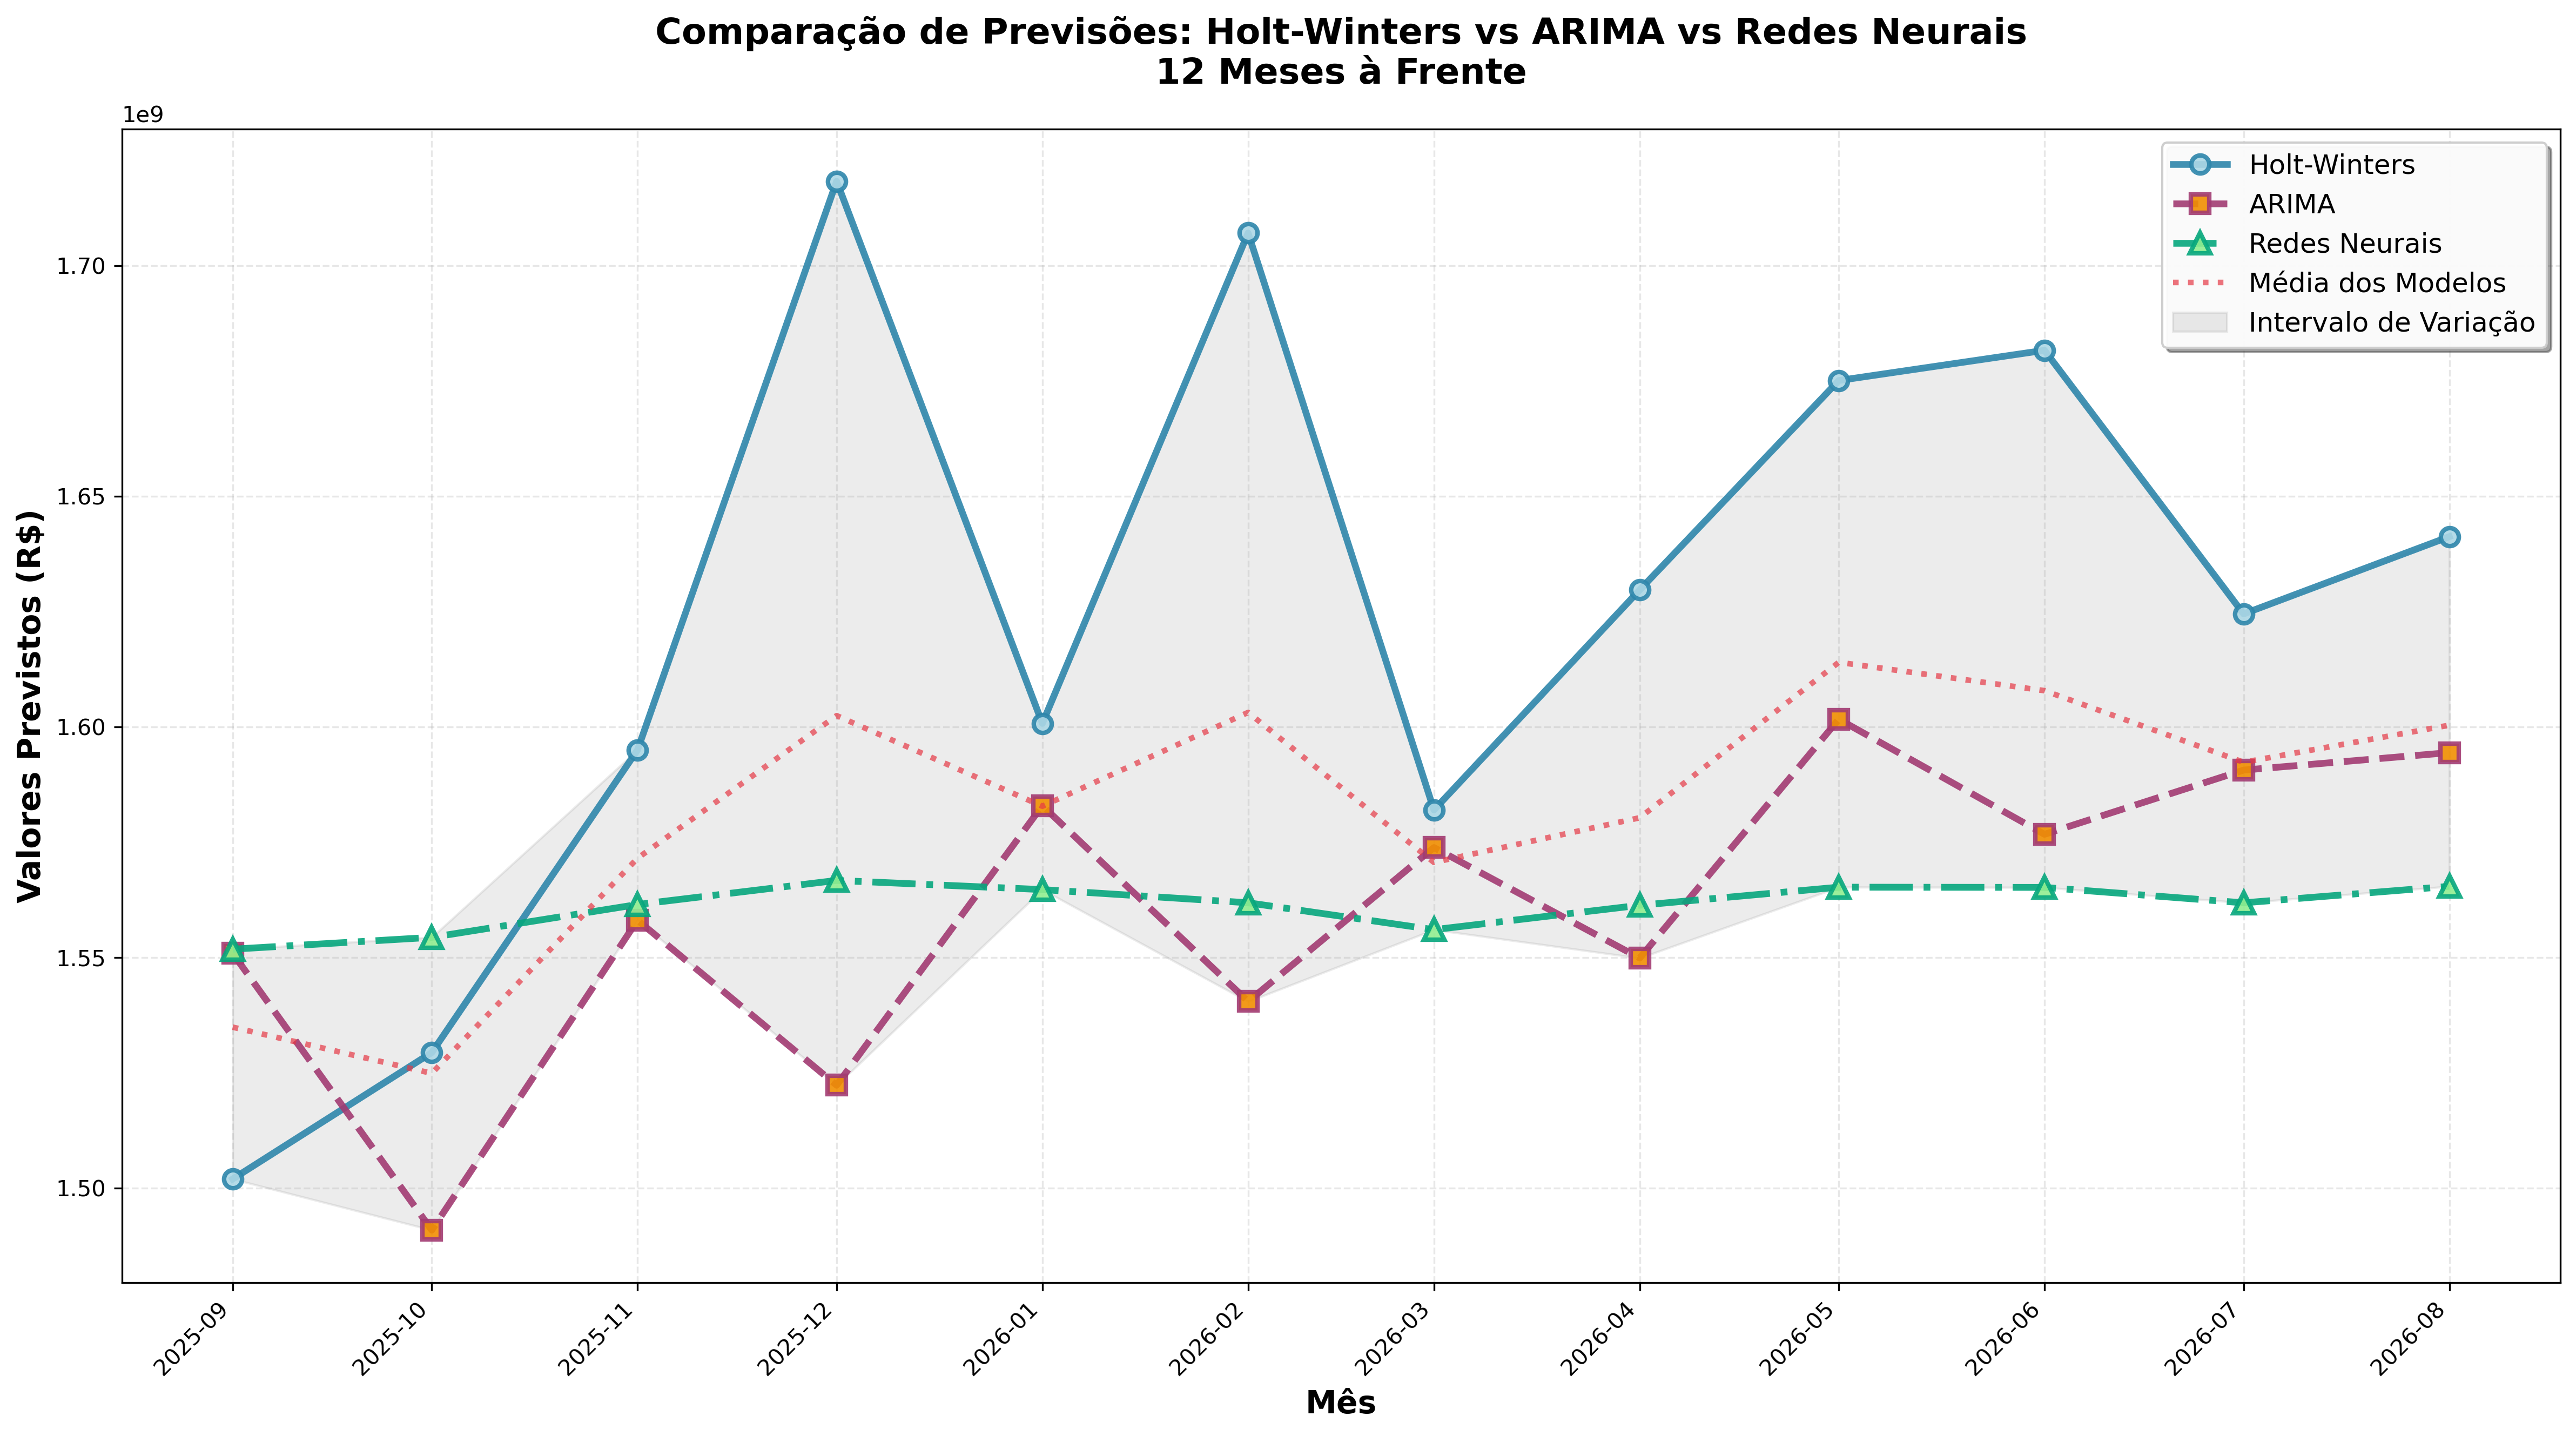 Comparação de Previsões: Holt-Winters vs ARIMA vs Redes Neurais
12 Meses à Frente
1e9
Holt-Winters
ARIMA
Redes Neurais
Média dos Modelos
Intervalo de Variação
1.70
1.65
1.60
1.55
1.50
Valores Previstos (R$)
2025-09
2025-10
2025-11
2025-12
2026-01
2026-02
2026-03
2026-04
2026-05
2026-06
2026-07
2026-08
Mês